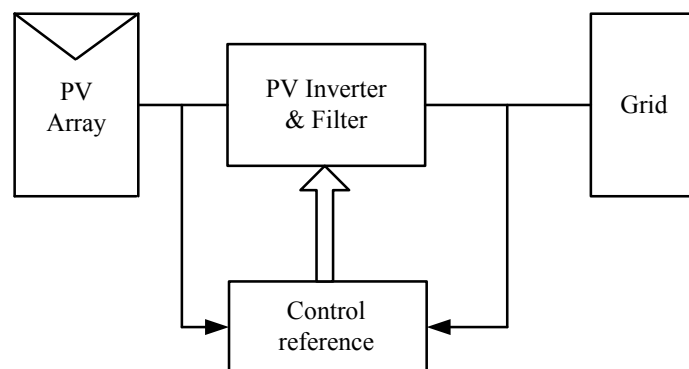 PV
Array
PV Inverter
& Filter
Grid
Control
reference